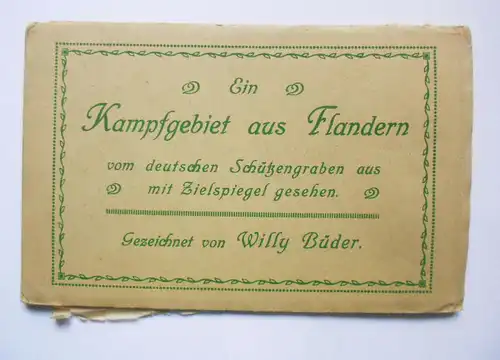 Ein
Kampfgebiet aus Flandern
vom deutschen Schützengraben aus
mit Zielspiegel gesehen.
Gezeichnet von Willy Büder.